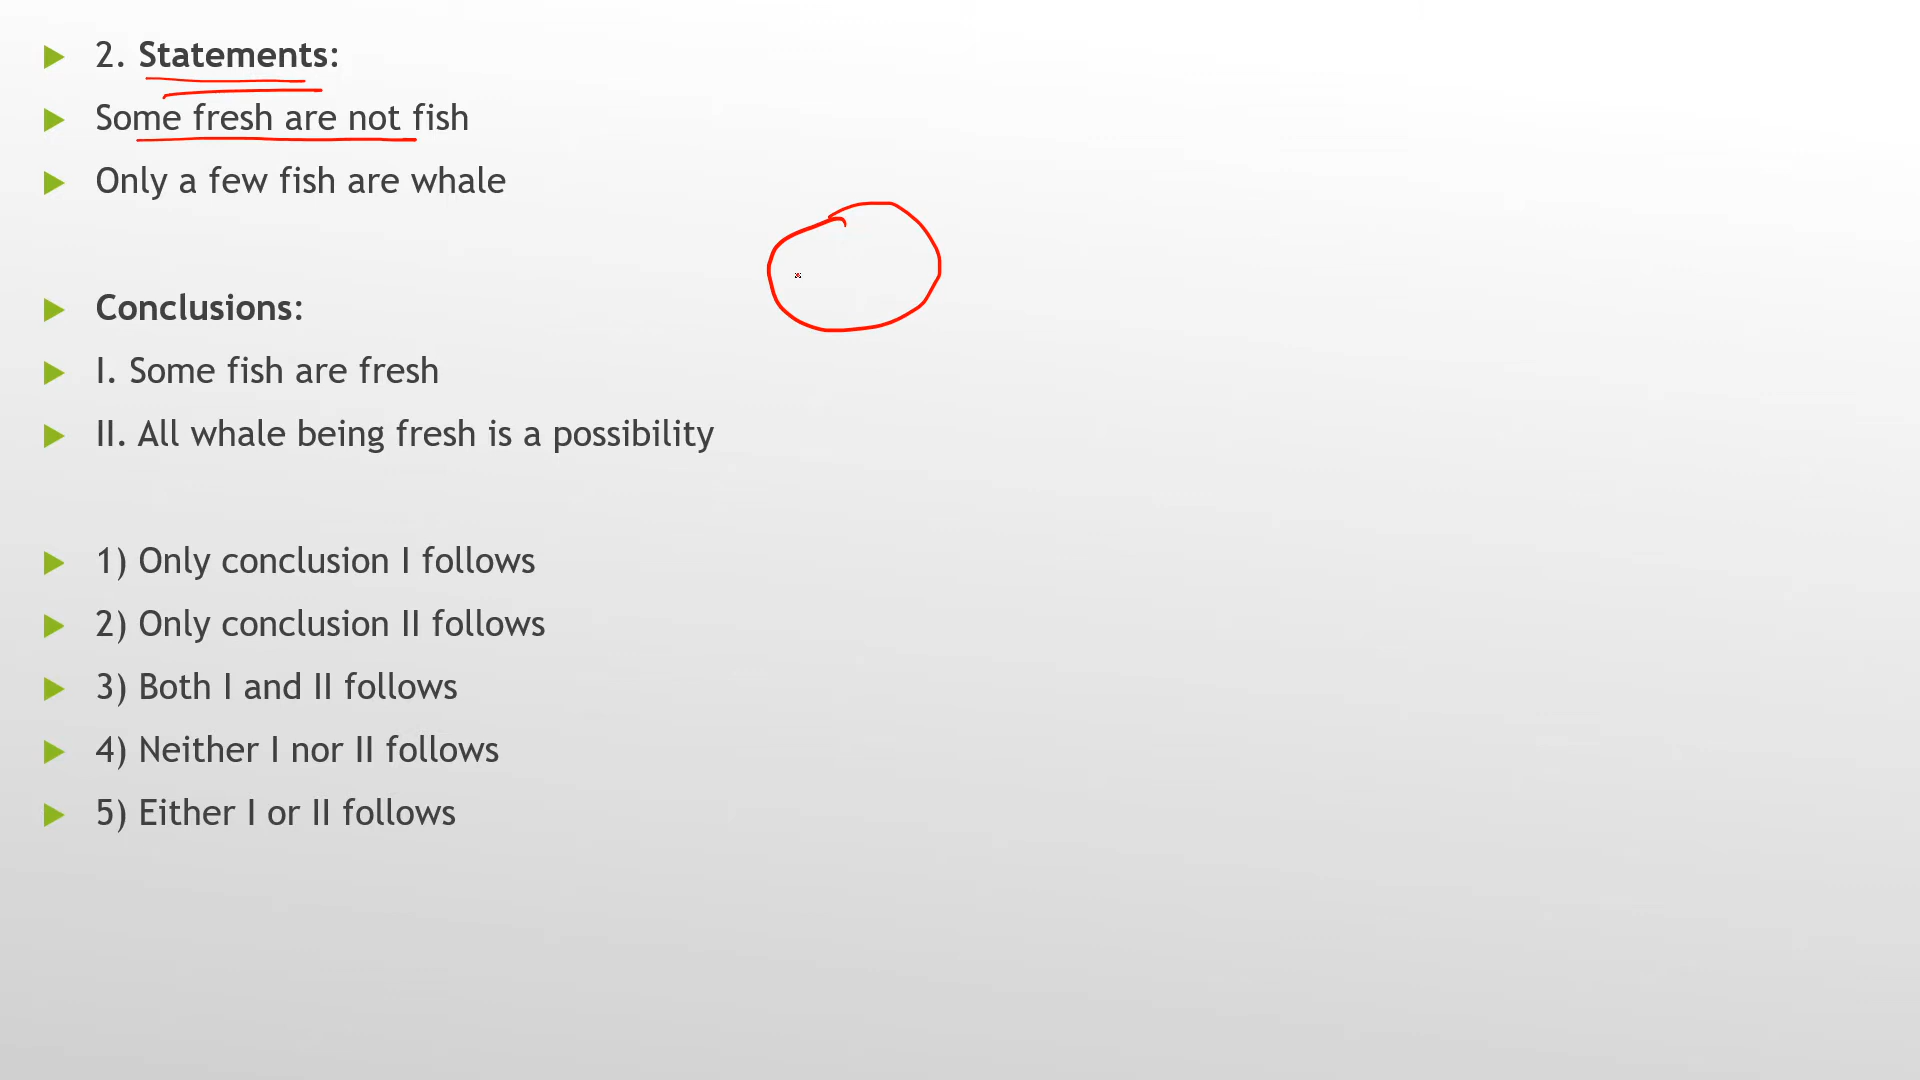 2. Statements:
Some fresh are not fish
Only a few fish are whale
Conclusions:
I. Some fish are fresh
II. All whale being fresh is a possibility
1) Only conclusion I follows
2) Only conclusion II follows
3) Both I and II follows
4) Neither I nor II follows
5) Either I or II follows